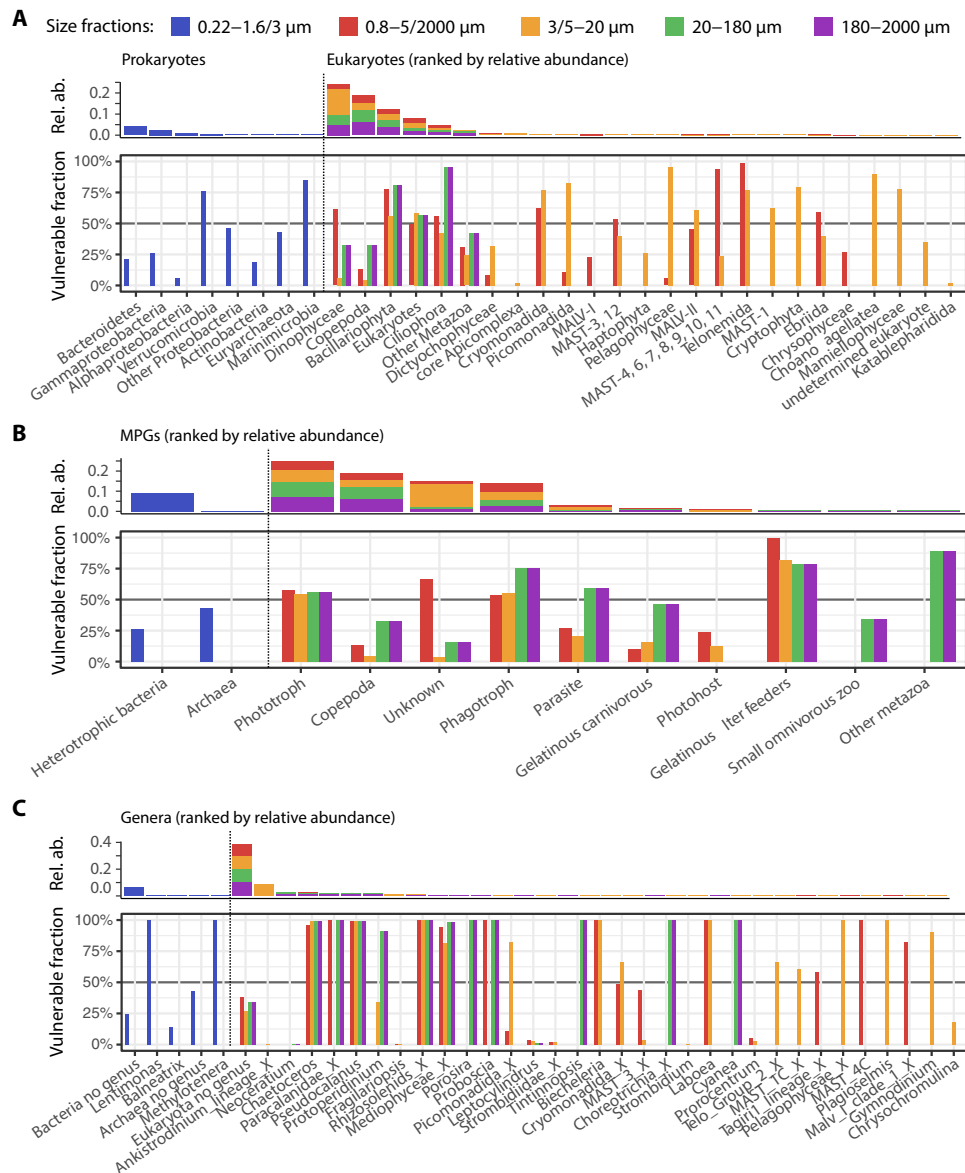 A
Size fractions: 0.22−1.6/3 μm 0.8−5/2000 μm 3/5−20 μm 20−180 μm 180−2000 μm
Prokaryotes Eukaryotes (ranked by relative abundance)
Rel. ab.
0.2
0.1
0.0
Vulnerable fraction
100%
75%
50%
25%
0%
Bacteroidetes
Gammaproteobacteria
Alphaproteobacteria
Verrucomicrobia
Other Proteobacteria
Actinobacteria
Euryarchaeota
Marinimicrobia
Dinophyceae
Copepoda
Bacillariophyta
Eukaryotes
Ciliophora
Other Metazoa
Dictyochophyceae
core Apicomplexa
Cryomonadida
Picomonadida
MALV-I
MAST-3, 12
Haptophyta
Pelagophyceae
MALV-II
MAST-4, 6, 7, 8, 9, 10, 11
Telonemida
MAST-1
Cryptophyta
Ebriida
Chrysophyceae
Choano_agellatea
Mamiellophyceae
undetermined eukaryote
Katablepharidida
B
MPGs (ranked by relative abundance)
Rel. ab.
0.2
0.1
0.0
Vulnerable fraction
100%
75%
50%
25%
0%
Heterotrophic bacteria
Archaea
Phototroph
Copepoda
Unknown
Phagotroph
Parasite
Gelatinous carnivorous
Photohost
Gelatinous lter feeders
Small omnivorous zoo
Other metazoa
C
Genera (ranked by relative abundance)
Rel. ab.
0.4
0.2
0.0
Vulnerable fraction
100%
75%
50%
25%
0%
Bacteria no genus
Lentimonas
Balneatrix
Archaea no genus
Methylotenera
Eukaryota no genus
Ankistrodinium_lineage_X
Neoceratium
Chaetoceros
Paracalanidae_X
Pseudocalanus
Protoperidinium
Fragilariopsis
Rhizosolenids_X
Mediophyceae_X
Porosira
Proboscia
Picomonadida_X
Leptocylindrus
Strombidiidae_X
Tintinnopsis
Biecheleria
Cryomonadida_X
MAST-3_X
Choreotrichia_X
Strombidium
Laboea
Cyanea
Prorocentrum
Telo_Group_2_X
MAST_TC_X
Tagiri1_lineage_X
Pelagophyceae_X
MAST_4C
Plagioselmis
Malv_I_clade_1_X
Gymnodinium
Chrysochromulina